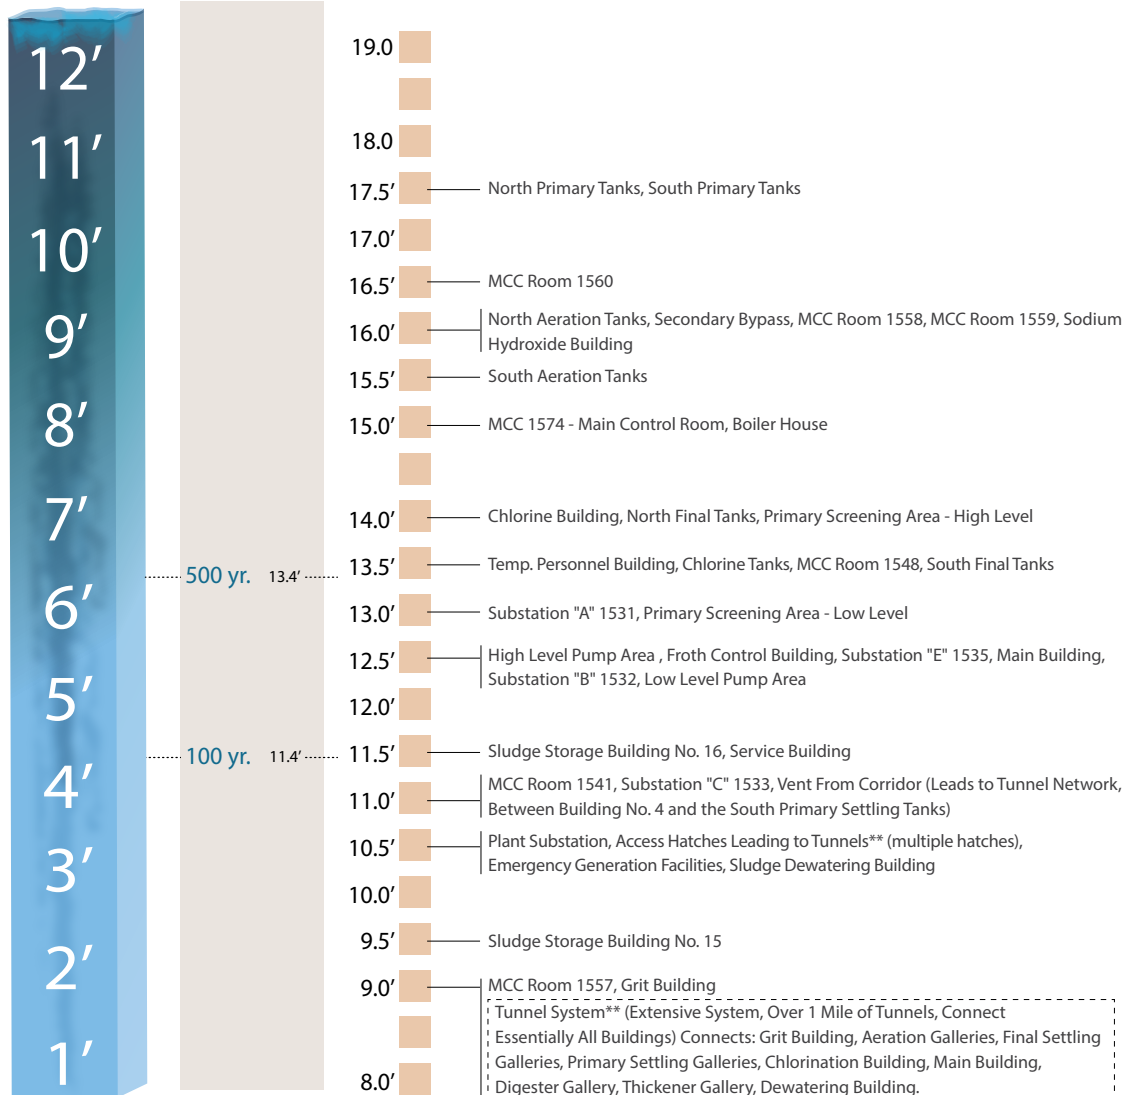 12’
11’
10’
9’
8’
7’
6’
5’
4’
3’
2’
1’
500 yr. 13.4’
100 yr. 11.4’
19.0
18.0
17.5’ North Primary Tanks, South Primary Tanks
17.0’
16.5’ MCC Room 1560
16.0’ North Aeration Tanks, Secondary Bypass, MCC Room 1558, MCC Room 1559, Sodium
Hydroxide Building
15.5’ South Aeration Tanks
15.0’ MCC 1574 - Main Control Room, Boiler House
14.0’ Chlorine Building, North Final Tanks, Primary Screening Area - High Level
13.5’ Temp. Personnel Building, Chlorine Tanks, MCC Room 1548, South Final Tanks
13.0’ Substation "A" 1531, Primary Screening Area - Low Level
12.5’ High Level Pump Area , Froth Control Building, Substation "E" 1535, Main Building,
Substation "B" 1532, Low Level Pump Area
12.0’
11.5’ Sludge Storage Building No. 16, Service Building
11.0’ MCC Room 1541, Substation "C" 1533, Vent From Corridor (Leads to Tunnel Network,
Between Building No. 4 and the South Primary Settling Tanks)
10.5’ Plant Substation, Access Hatches Leading to Tunnels** (multiple hatches),
Emergency Generation Facilities, Sludge Dewatering Building
10.0’
9.5’ Sludge Storage Building No. 15
9.0’ MCC Room 1557, Grit Building
Tunnel System** (Extensive System, Over 1 Mile of Tunnels, Connect
Essentially All Buildings) Connects: Grit Building, Aeration Galleries, Final Settling
Galleries, Primary Settling Galleries, Chlorination Building, Main Building,
8.0’ Digester Gallery, Thickener Gallery, Dewatering Building.